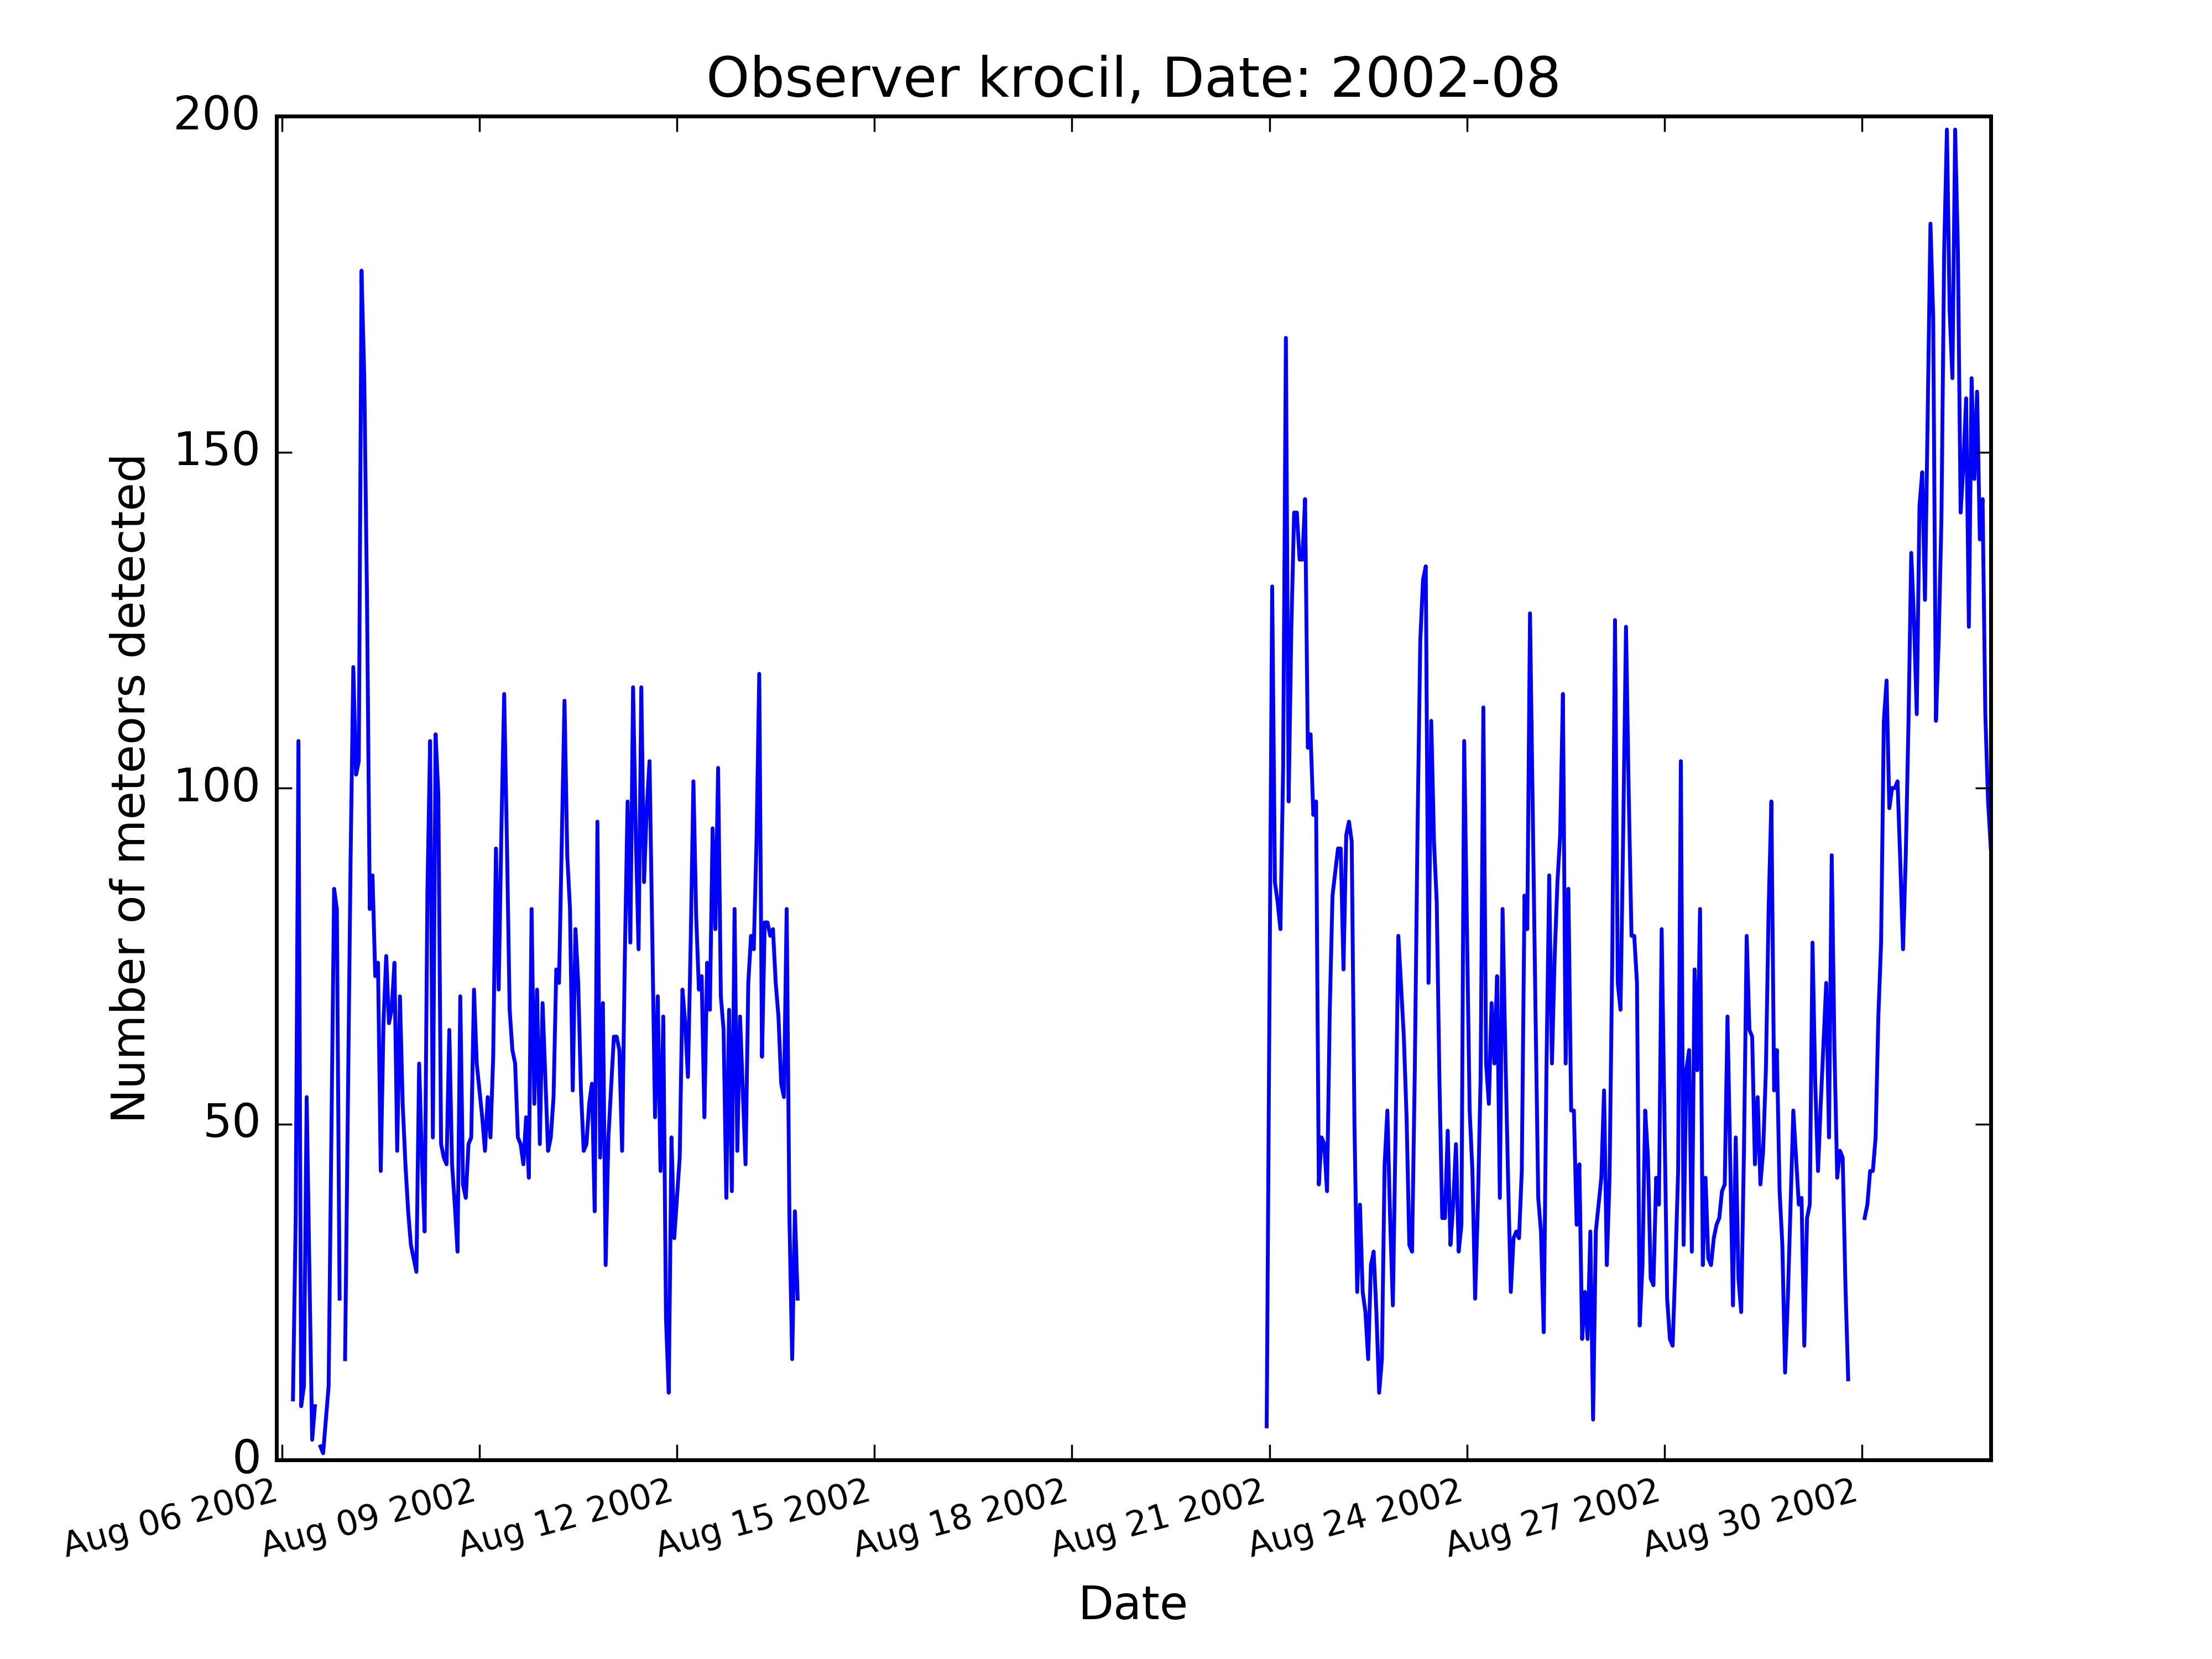 Observer krocil, Date: 2002-08
200
150
100
50
0
Number of meteors detected
Aug 06 2002
Aug 09 2002
Aug 12 2002
Aug 15 2002
Aug 18 2002
Aug 21 2002
Aug 24 2002
Aug 27 2002
Aug 30 2002
Date